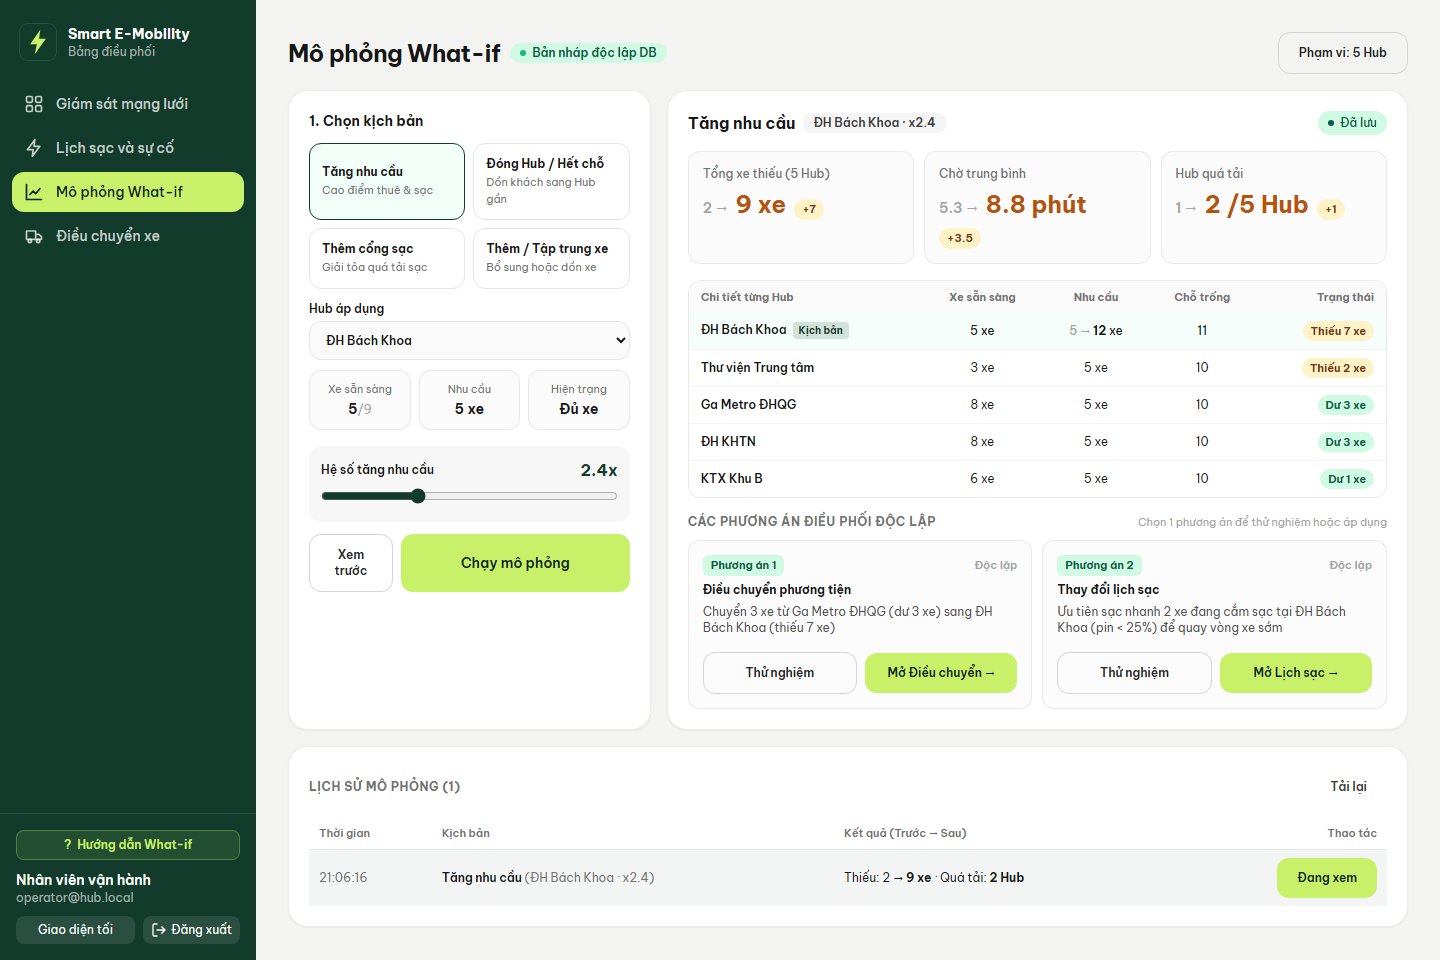 Smart E-Mobility
Bảng điều phối
Giám sát mạng lưới
Lịch sạc và sự cố
Mô phỏng What-if
Điều chuyển xe
? Hướng dẫn What-if
Nhân viên vận hành
operator@hub.local
Giao diện tối
Đăng xuất
Mô phỏng What-if
Bản nháp độc lập DB
Phạm vi: 5 Hub
1. Chọn kịch bản
Tăng nhu cầu
Cao điểm thuê & sạc
Đóng Hub / Hết chỗ
Dồn khách sang Hub
gần
Thêm cổng sạc
Giải tỏa quá tải sạc
Thêm / Tập trung xe
Bổ sung hoặc dồn xe
Hub áp dụng
ĐH Bách Khoa
Xe sẵn sàng
5/9
Nhu cầu
5 xe
Hiện trạng
Đủ xe
Hệ số tăng nhu cầu 2.4x
Xem
trước
Chạy mô phỏng
Tăng nhu cầu ĐH Bách Khoa · x2.4
Đã lưu
Tổng xe thiếu (5 Hub)
2 → 9 xe +7
Chờ trung bình
5.3 → 8.8 phút
+3.5
Hub quá tải
1 → 2 /5 Hub +1
Chi tiết từng Hub Xe sẵn sàng Nhu cầu Chỗ trống Trạng thái
ĐH Bách Khoa Kịch bản 5 xe 5 → 12 xe 11 Thiếu 7 xe
Thư viện Trung tâm 3 xe 5 xe 10 Thiếu 2 xe
Ga Metro ĐHQG 8 xe 5 xe 10 Dư 3 xe
ĐH KHTN 8 xe 5 xe 10 Dư 3 xe
KTX Khu B 6 xe 5 xe 10 Dư 1 xe
CÁC PHƯƠNG ÁN ĐIỀU PHỐI ĐỘC LẬP Chọn 1 phương án để thử nghiệm hoặc áp dụng
Phương án 1 Độc lập
Điều chuyển phương tiện
Chuyển 3 xe từ Ga Metro ĐHQG (dư 3 xe) sang ĐH
Bách Khoa (thiếu 7 xe)
Thử nghiệm Mở Điều chuyển →
Phương án 2 Độc lập
Thay đổi lịch sạc
Ưu tiên sạc nhanh 2 xe đang cắm sạc tại ĐH Bách
Khoa (pin < 25%) để quay vòng xe sớm
Thử nghiệm Mở Lịch sạc →
LỊCH SỬ MÔ PHỎNG (1) Tải lại
Thời gian Kịch bản Kết quả (Trước → Sau) Thao tác
21:06:16 Tăng nhu cầu (ĐH Bách Khoa · x2.4) Thiếu: 2 → 9 xe · Quá tải: 2 Hub Đang xem